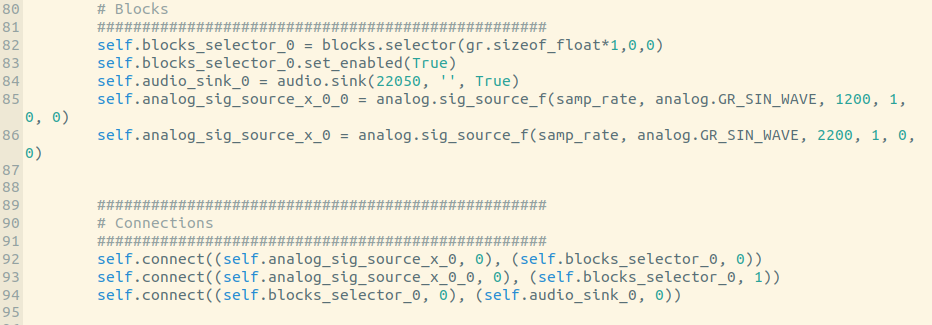 80 # Blocks
81 ##################################################
82 self.blocks_selector_0 = blocks.selector(gr.sizeof_float*1,0,0)
83 self.blocks_selector_0.set_enabled(True)
84 self.audio_sink_0 = audio.sink(22050, '', True)
85 self.analog_sig_source_x_0_0 = analog.sig_source_f(samp_rate, analog.GR_SIN_WAVE, 1200, 1,
0, 0)
86 self.analog_sig_source_x_0 = analog.sig_source_f(samp_rate, analog.GR_SIN_WAVE, 2200, 1, 0,
0)
87
88
89 ##################################################
90 # Connections
91 ##################################################
92 self.connect((self.analog_sig_source_x_0, 0), (self.blocks_selector_0, 0))
93 self.connect((self.analog_sig_source_x_0_0, 0), (self.blocks_selector_0, 1))
94 self.connect((self.blocks_selector_0, 0), (self.audio_sink_0, 0))
95